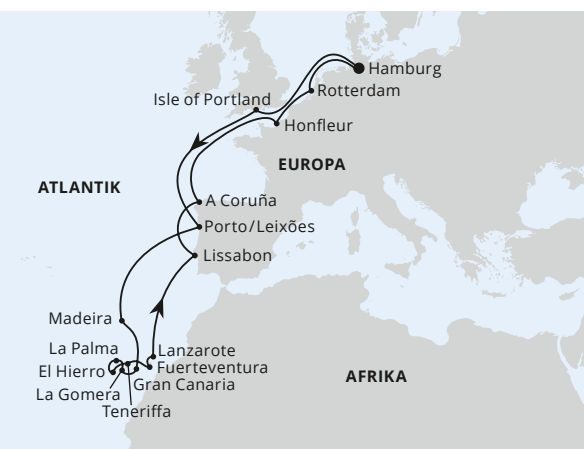 Hamburg
Rotterdam
Isle of Portland
Honfleur
EUROPA
ATLANTIK
A Coruña
Porto/Leixões
Lissabon
Madeira
La Palma
Lanzarote
El Hierro
Fuerteventura
AFRIKA
Gran Canaria
La Gomera
Teneriffa